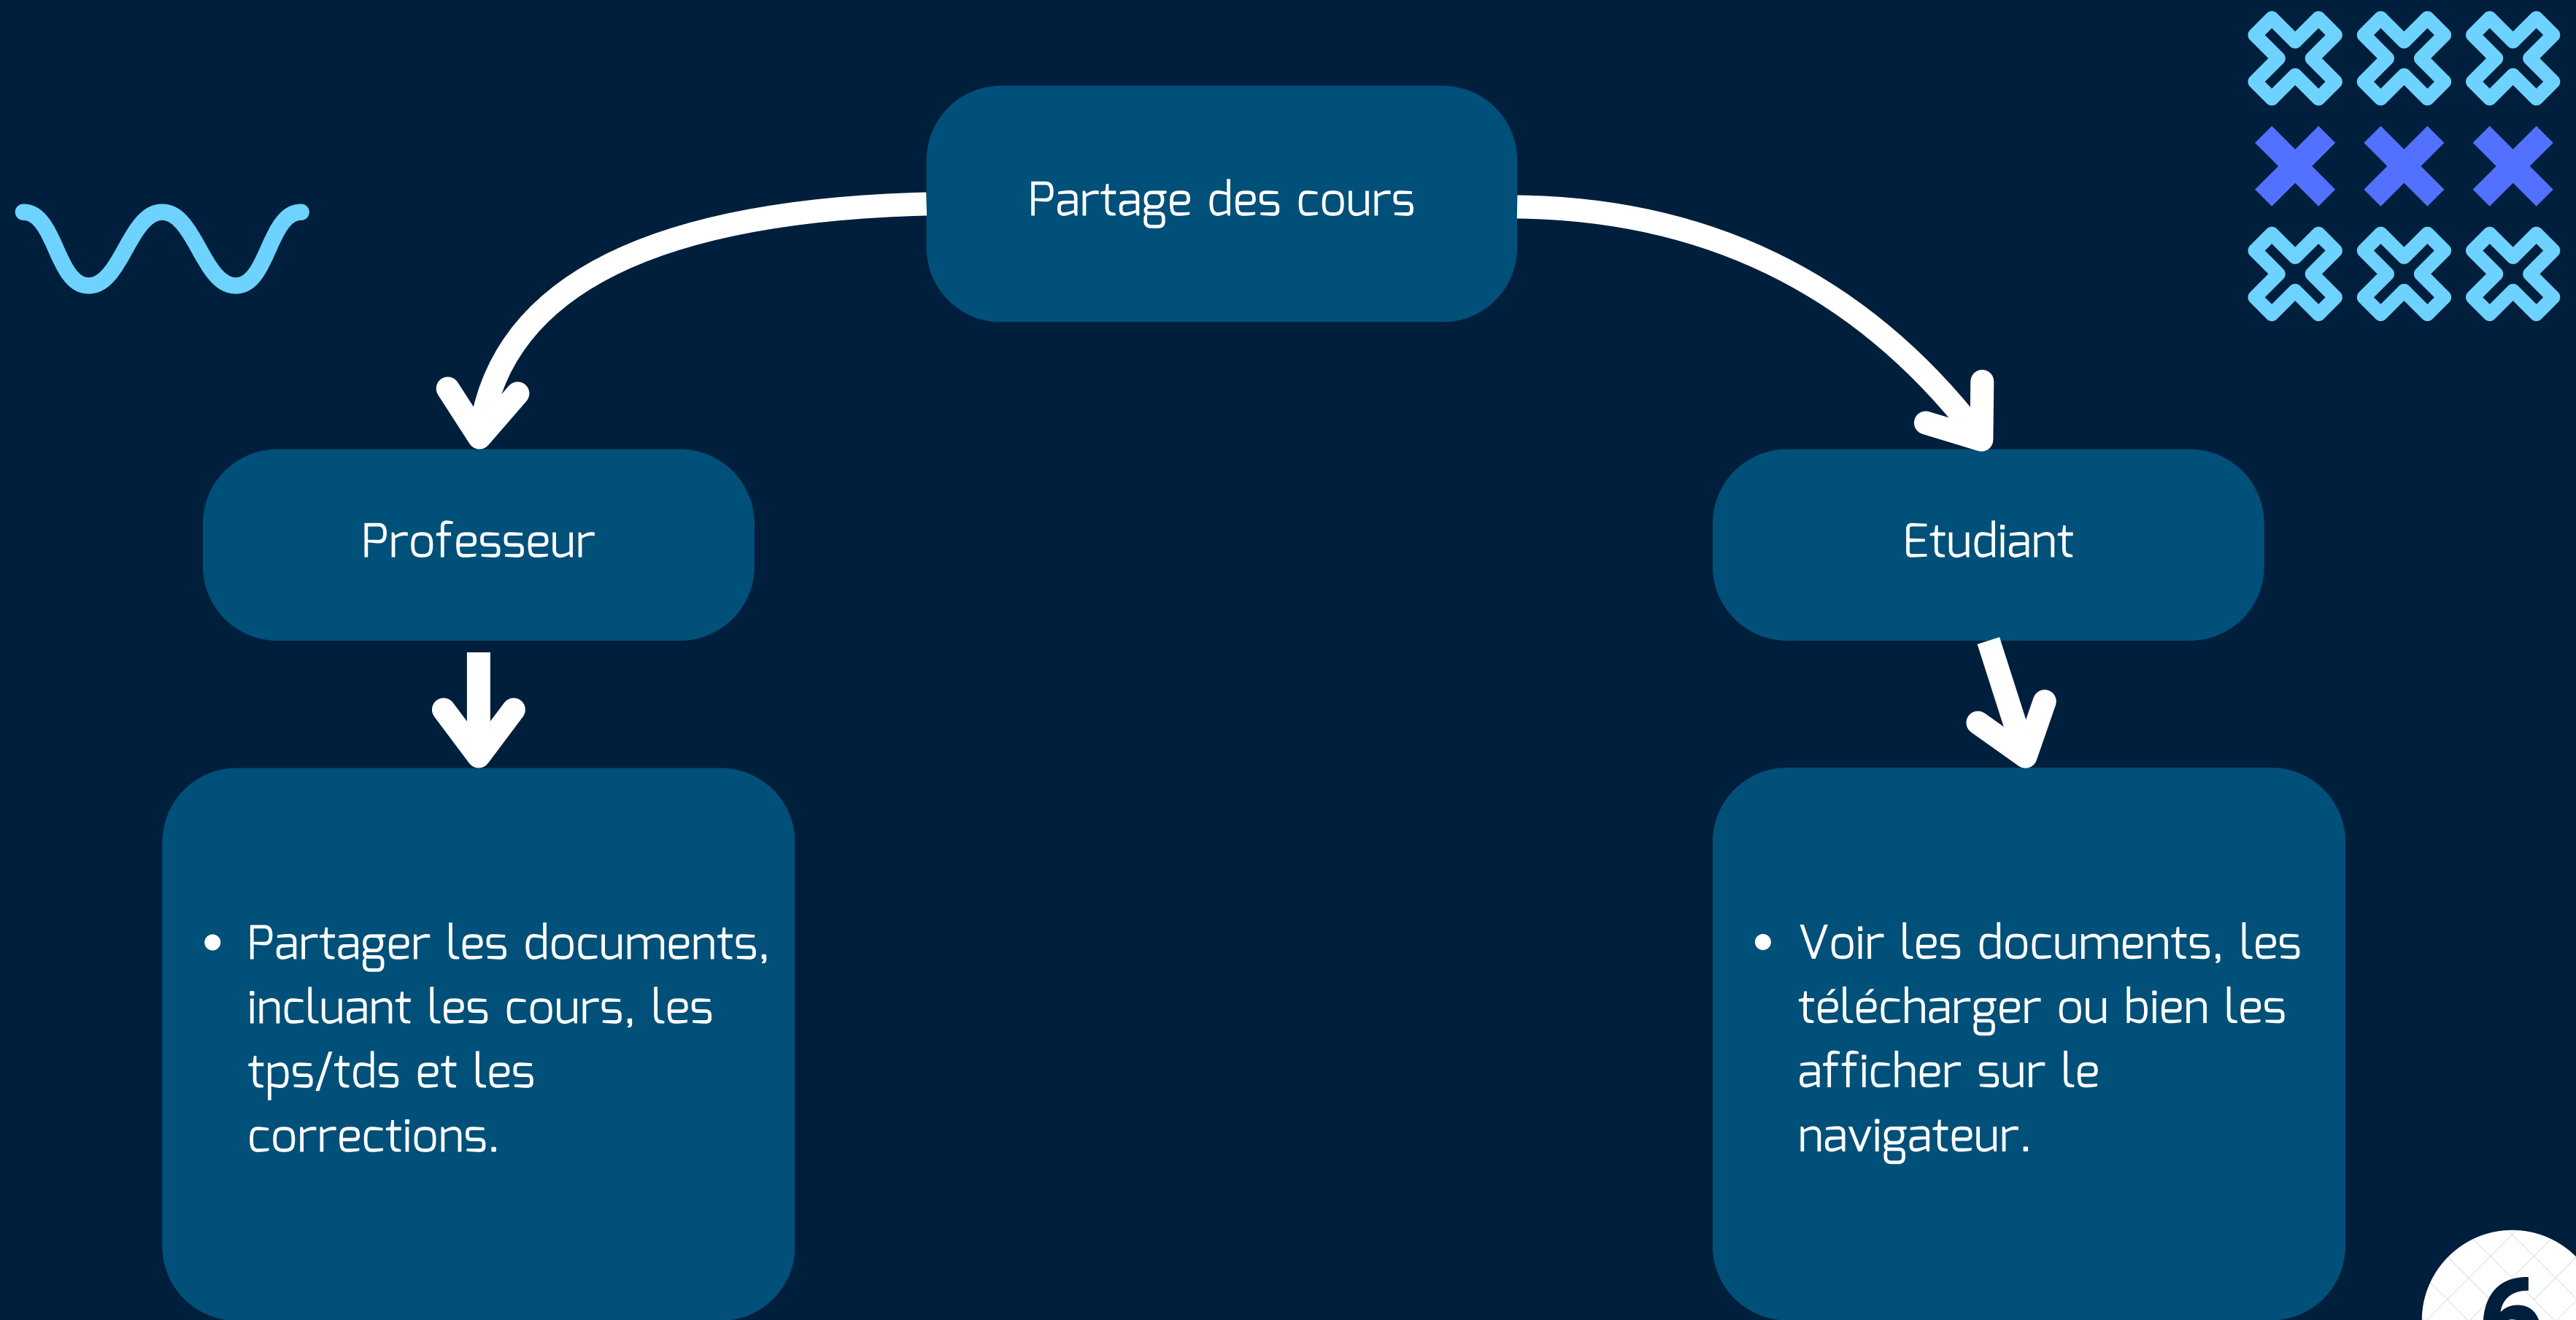 Partage des cours
Professeur
Etudiant
• Partager les documents,
incluant les cours, les
tps/tds et les
corrections.
• Voir les documents, les
télécharger ou bien les
afficher sur le
navigateur.
6